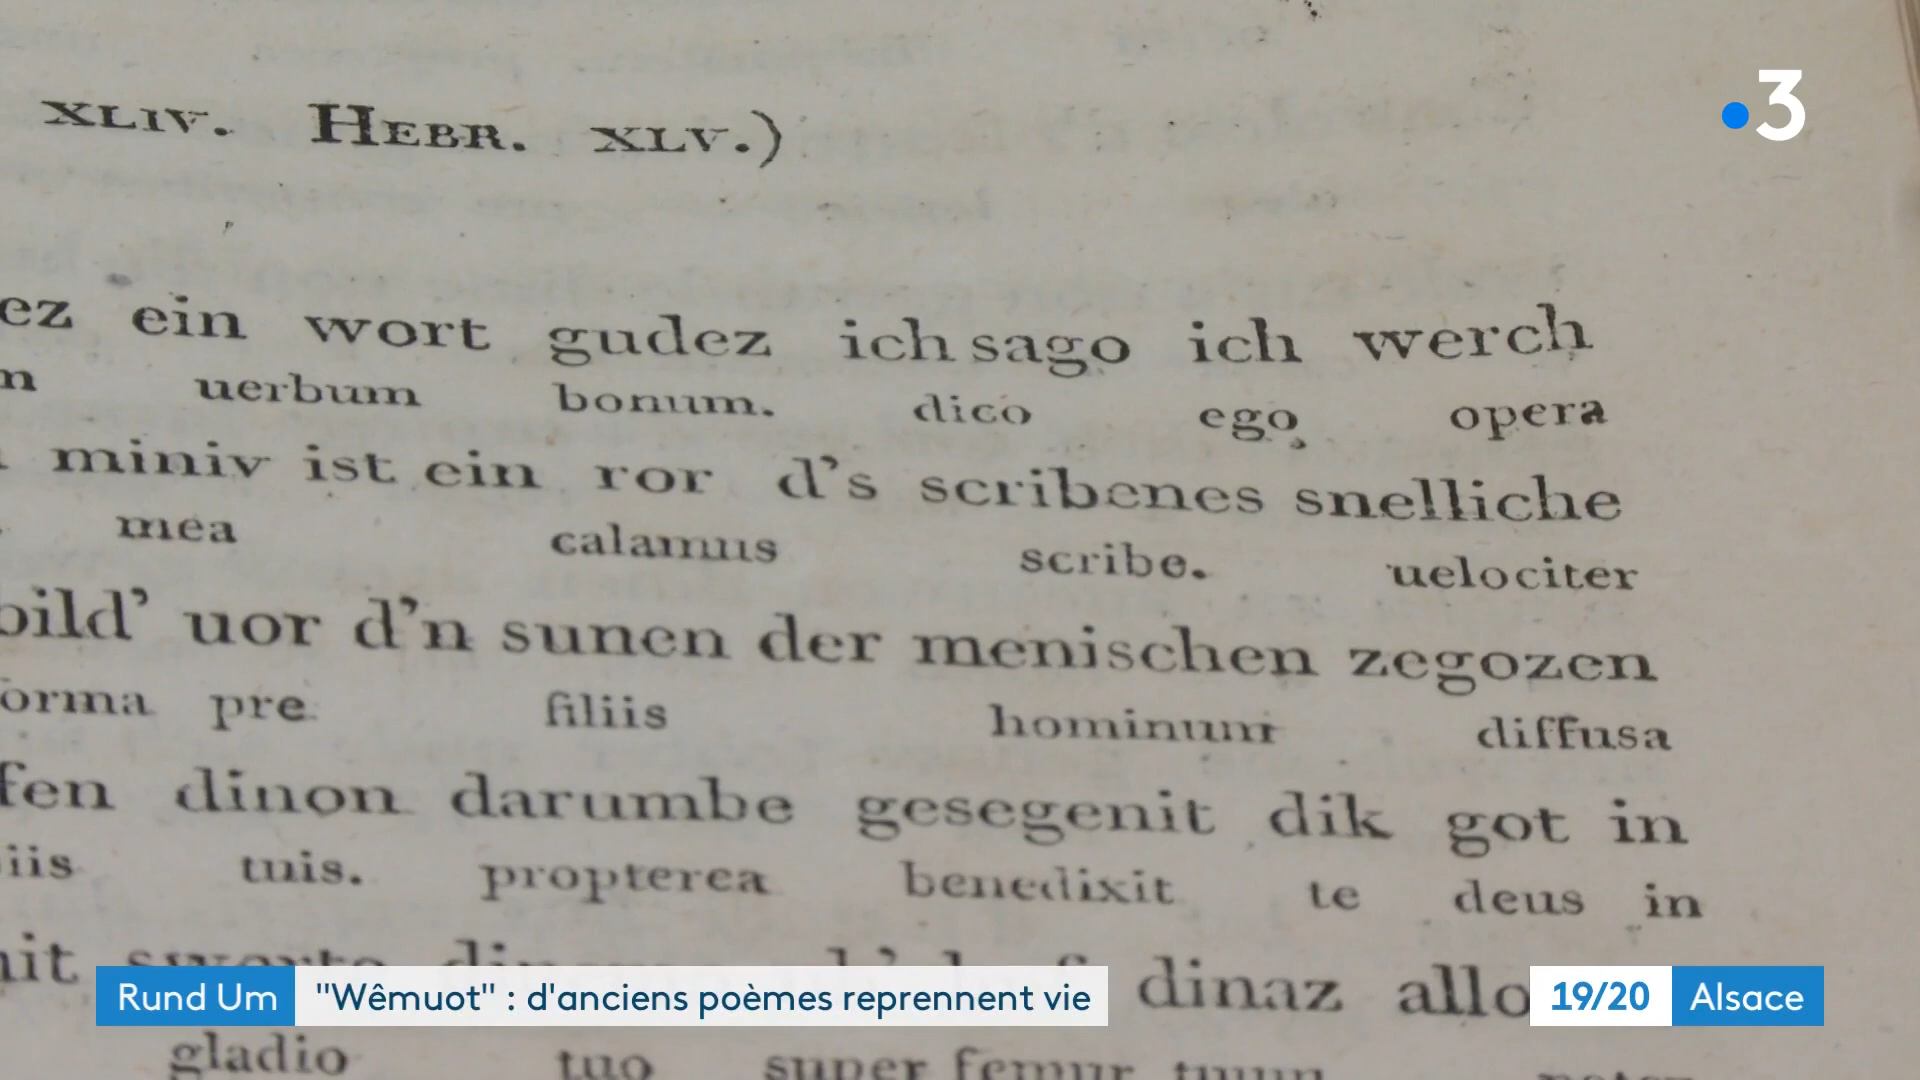 3
XLIV. HEBR. XLV.)
ez ein wort gudez ich sago ich werch
n uerbum bonum. dico ego opera
miniv ist ein ror d's scribenes snelliche
mea calamus scribe. uelociter
bild' uor d'n sunen der menischen zegozen
orma pre filiis hominum diffusa
fen dinon darumbe gesegenit dik got in
iis tuis. propterea benedixit te deus in
it dinaz allo
Rund Um "Wêmuot" : d'anciens poèmes reprennent vie 19/20 Alsace
gladio tuo super femur tuum